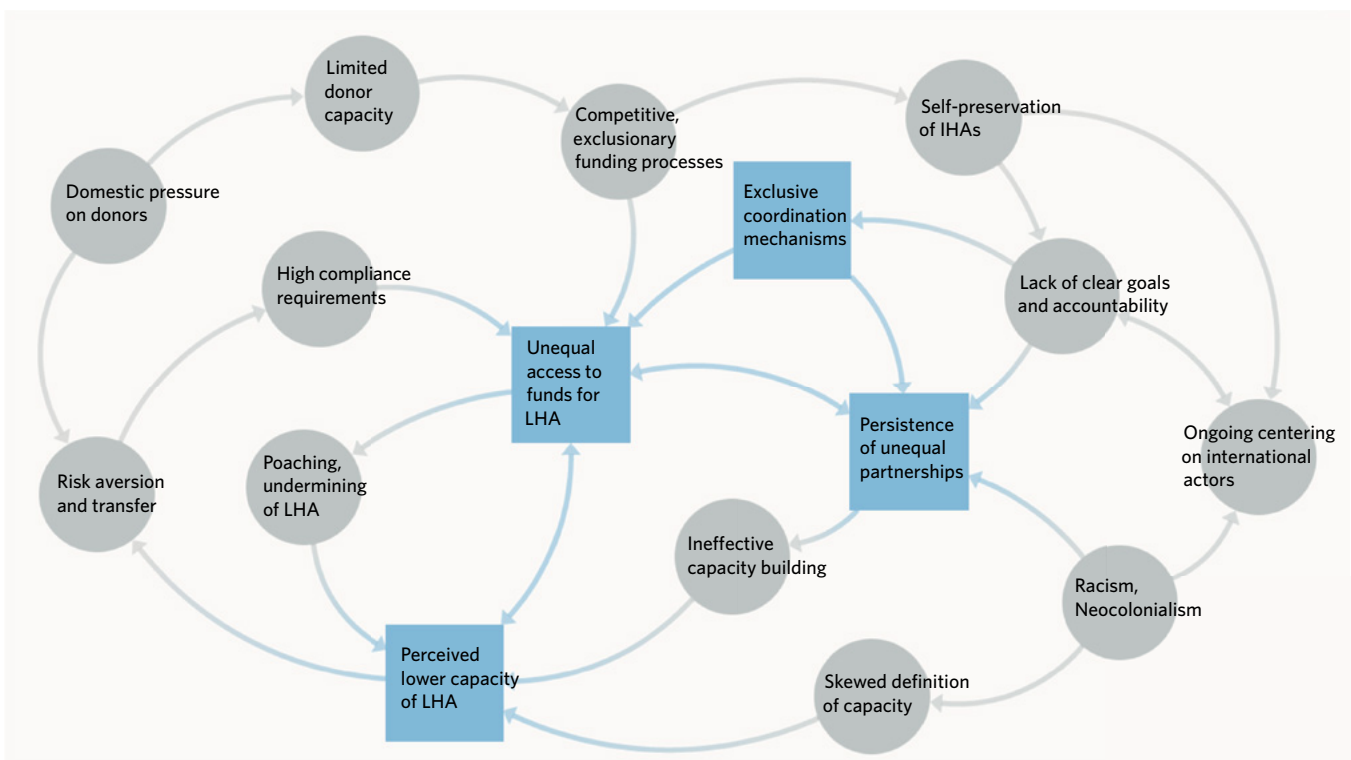 Limited
donor
capacity
Competitive,
exclusionary
funding processes
Self-preservation
of IHAs
Domestic pressure
on donors
Exclusive
coordination
mechanisms
High compliance
requirements
Lack of clear goals
and accountability
Unequal
access to
funds for
LHA
Persistence
of unequal
partnerships
Ongoing centering
on international
actors
Risk aversion
and transfer
Poaching,
undermining
of LHA
Ineffective
capacity building
Racism,
Neocolonialism
Perceived
lower capacity
of LHA
Skewed definition
of capacity